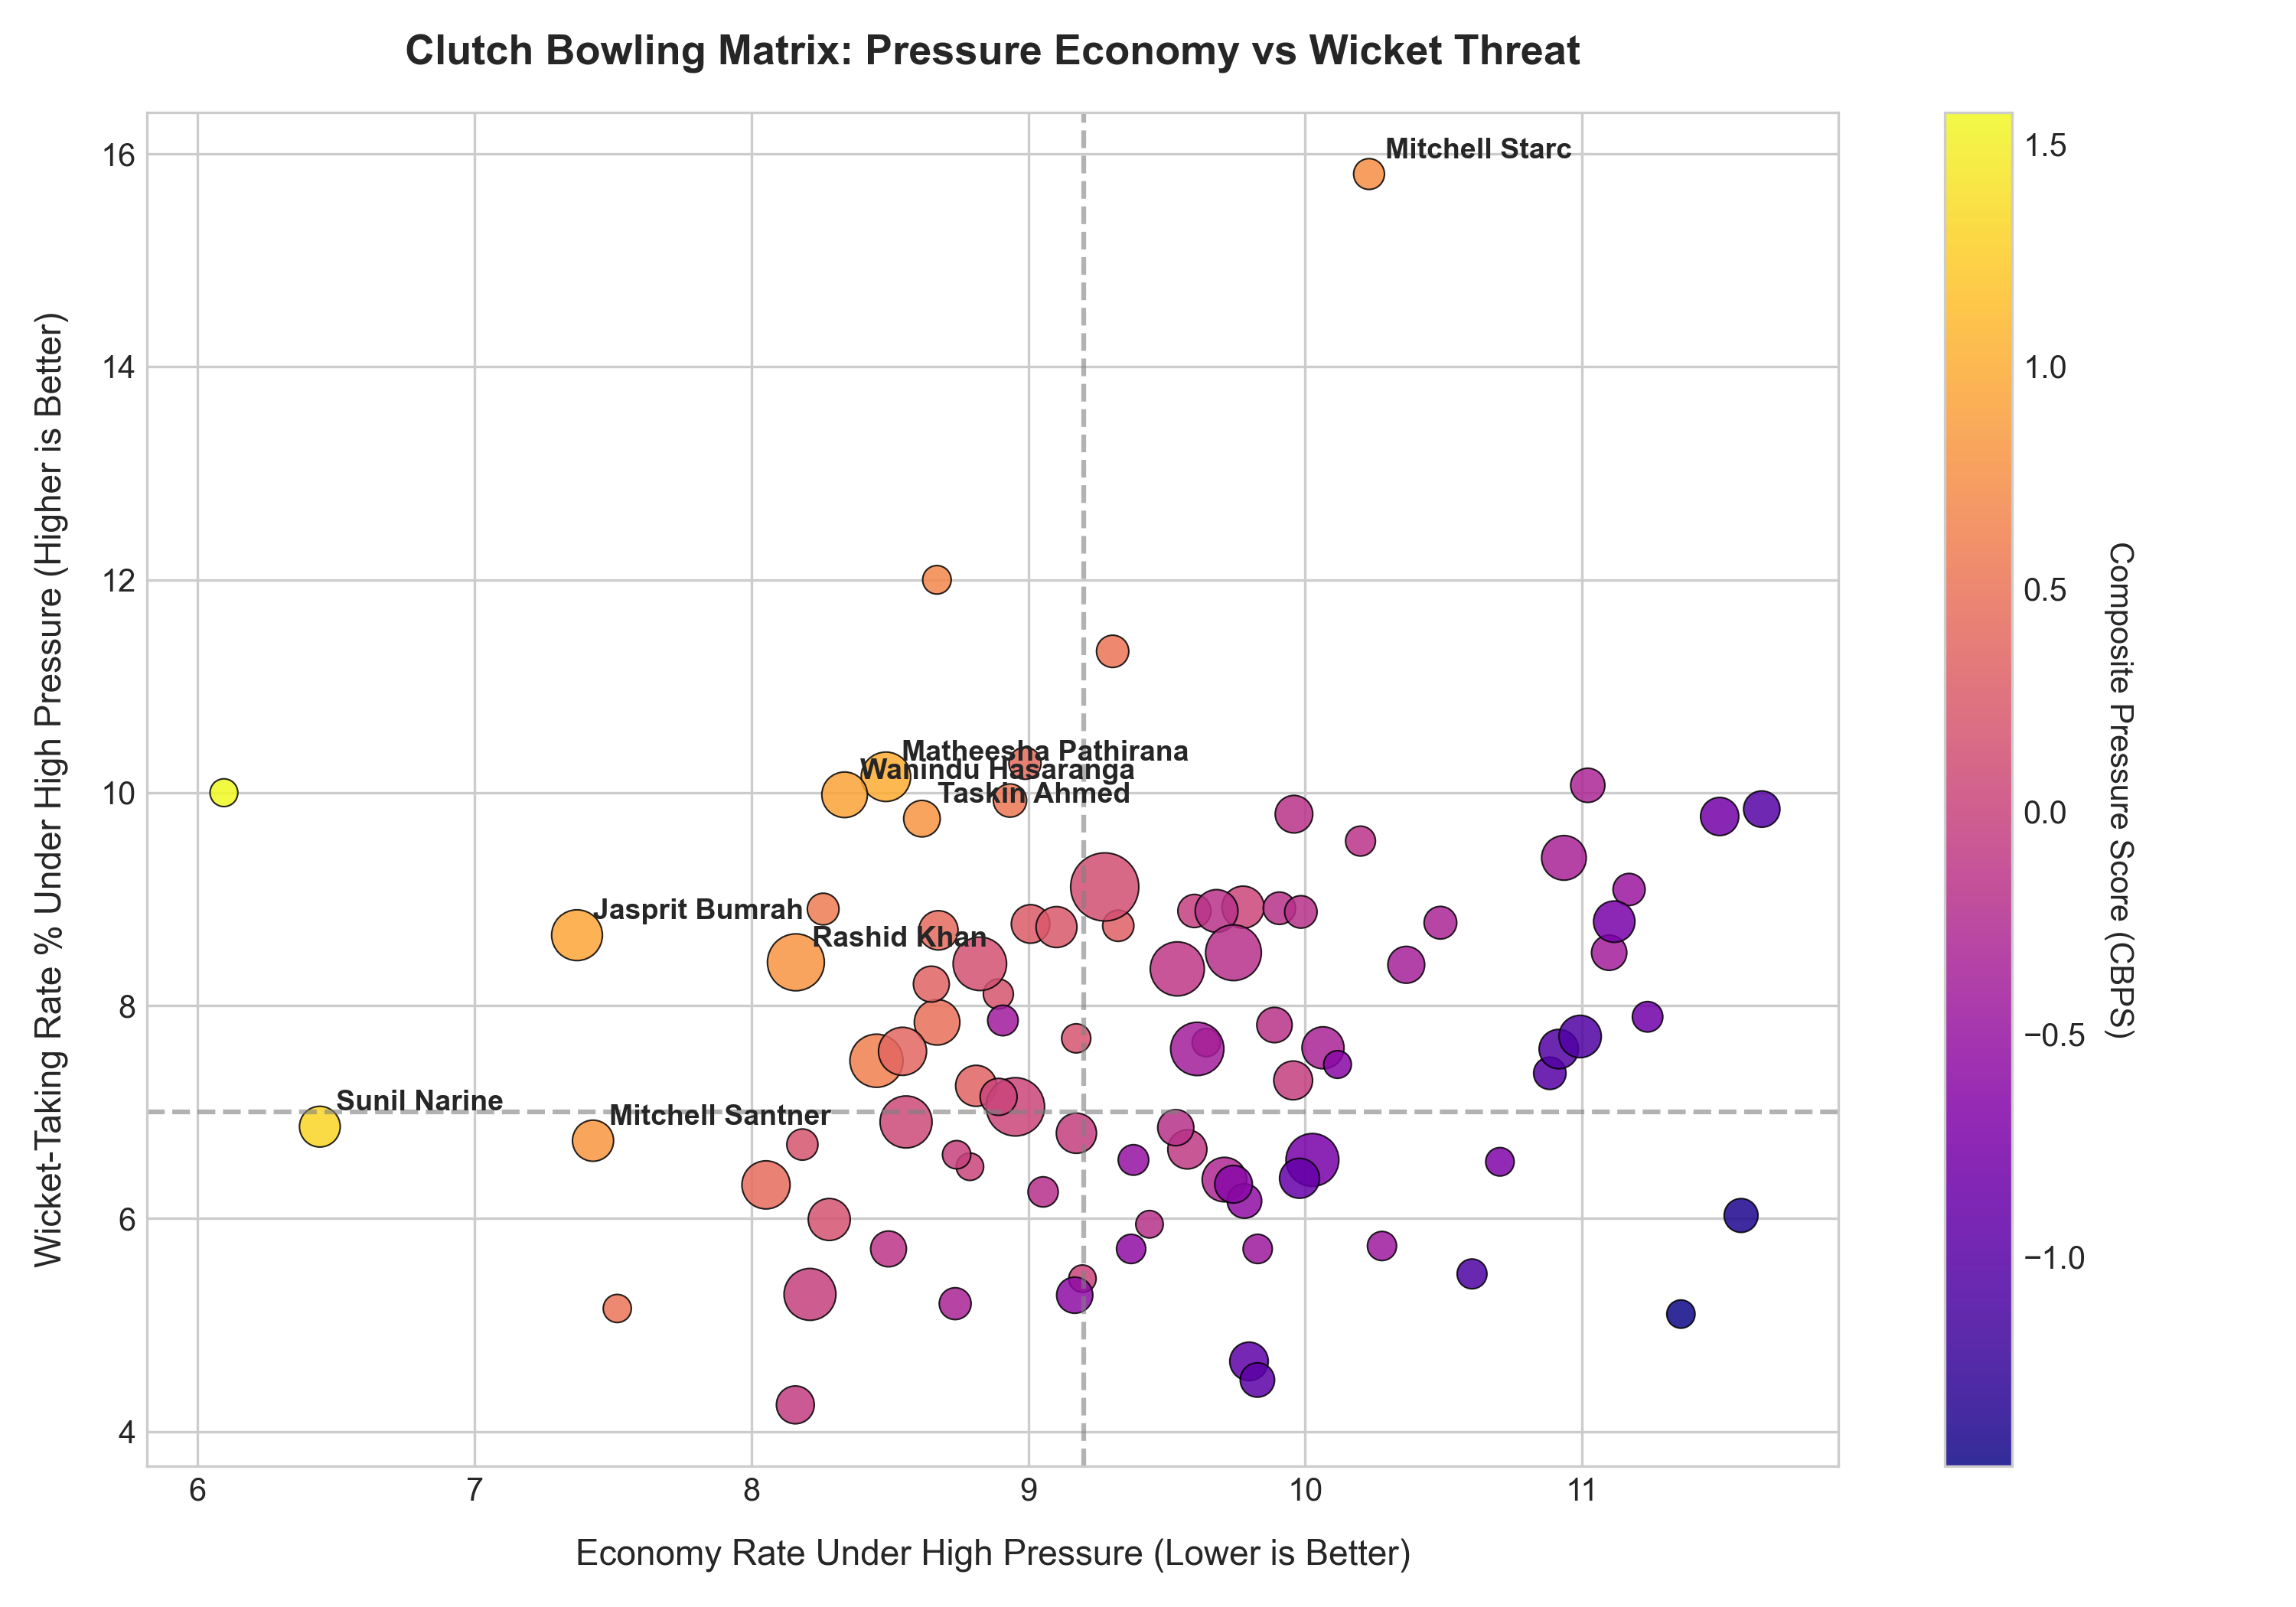 Clutch Bowling Matrix: Pressure Economy vs Wicket Threat
Wicket-Taking Rate % Under High Pressure (Higher is Better)
16
14
12
10
8
6
4
Mitchell Starc
Matheesha Pathirana
Wanindu Hasaranga
Taskin Ahmed
Jasprit Bumrah
Rashid Khan
Sunil Narine
Mitchell Santner
6
7
8
9
10
11
Economy Rate Under High Pressure (Lower is Better)
1.5
1.0
0.5
0.0
−0.5
−1.0
Composite Pressure Score (CBPS)